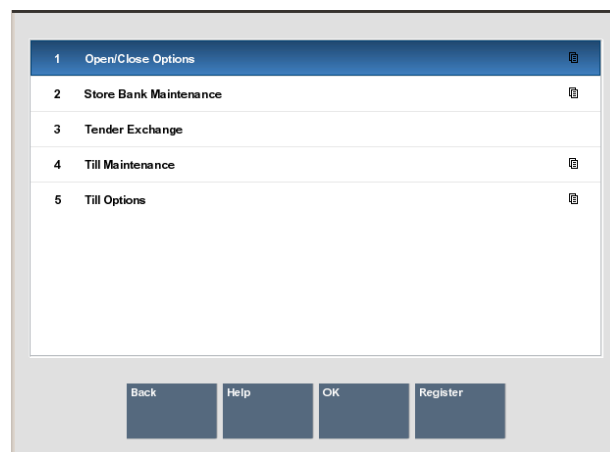 1 Open/Close Options
2 Store Bank Maintenance
3 Tender Exchange
4 Till Maintenance
5 Till Options
Back Help OK Register